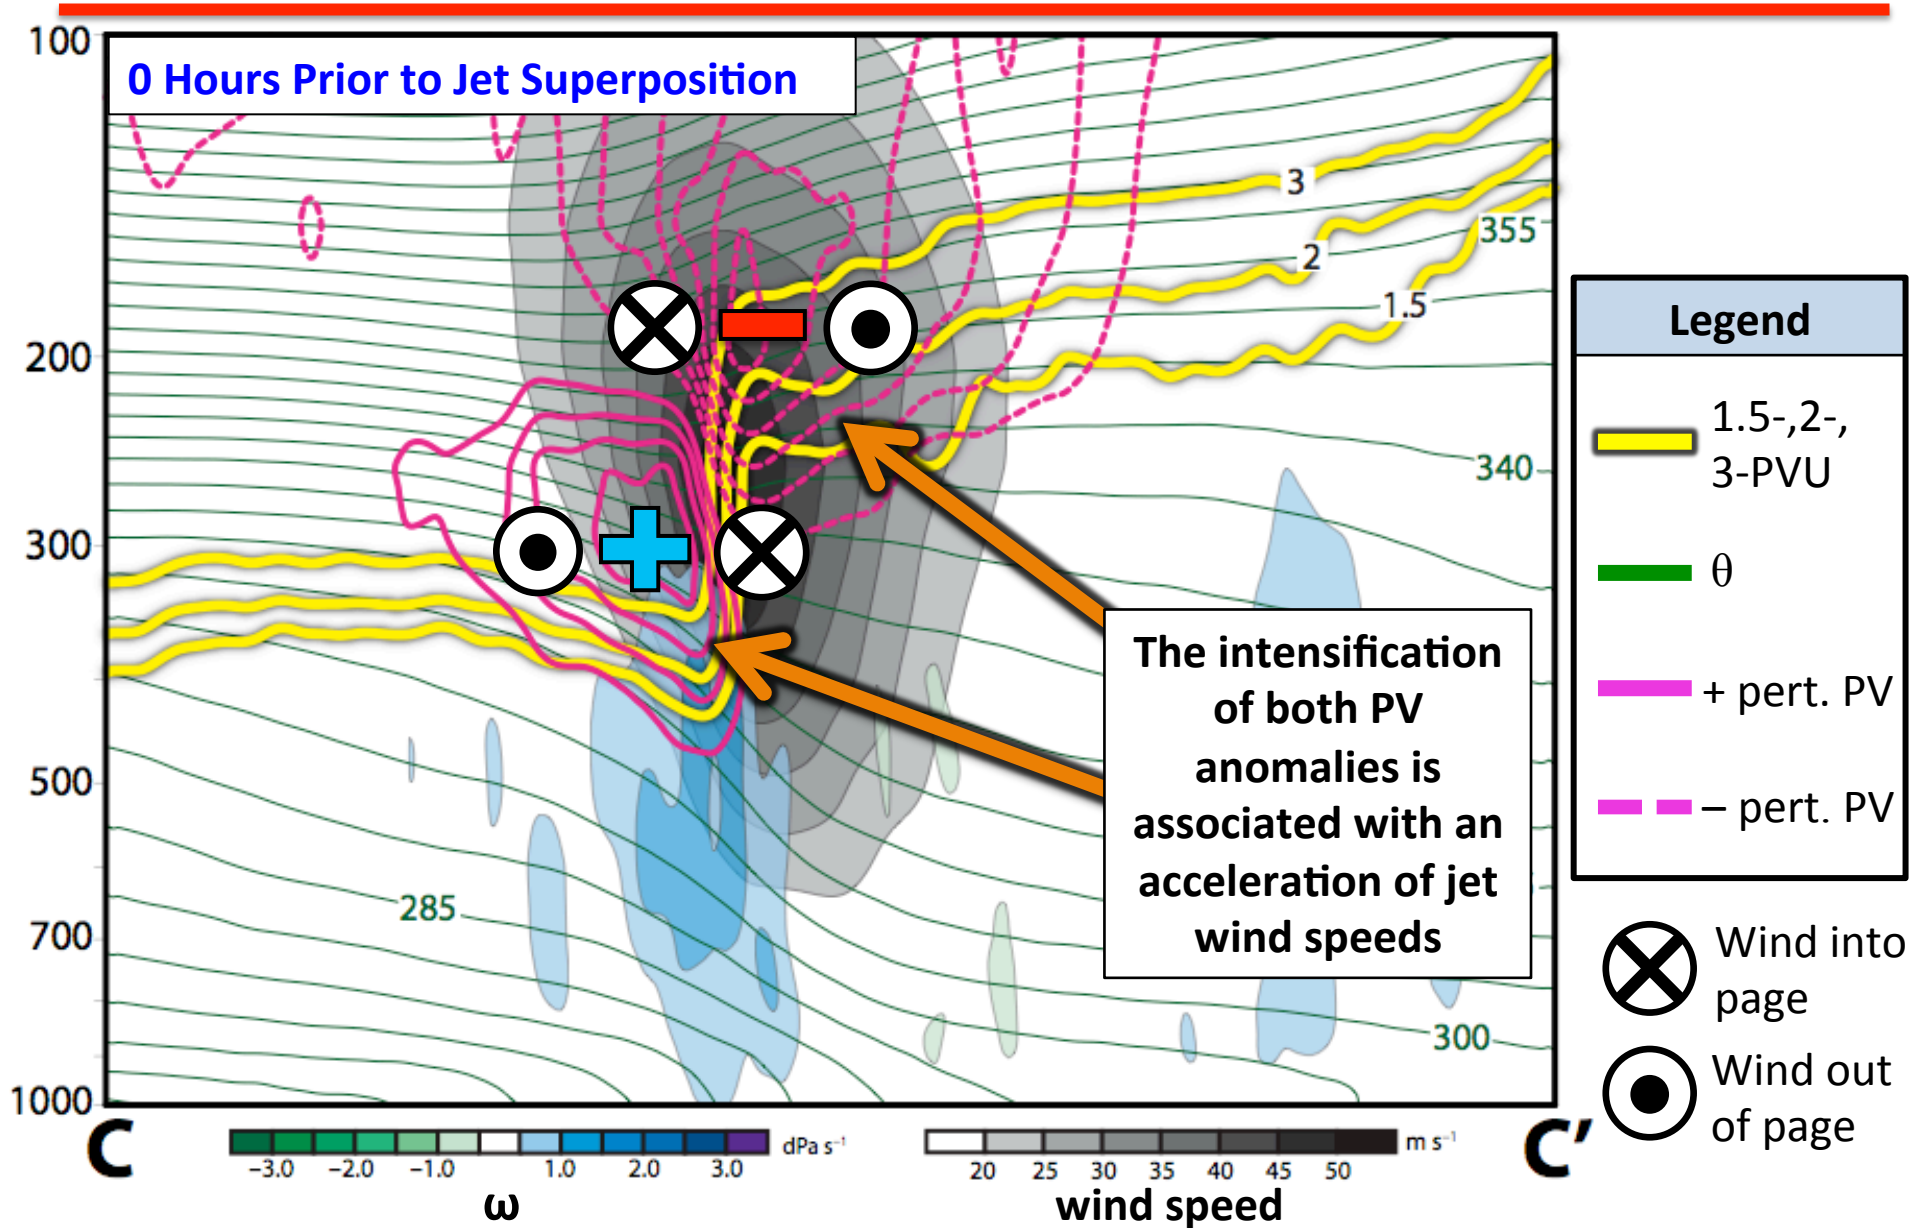 0 Hours Prior to Jet Superposition
100
200
300
500
700
1000
3
2
1.5
355
340
285
300
The intensification
of both PV
anomalies is
associated with an
acceleration of jet
wind speeds
Legend
1.5-,2-,
3-PVU
θ
+ pert. PV
– pert. PV
Wind into
page
Wind out
of page
C
C′
−3.0 −2.0 −1.0 1.0 2.0 3.0
dPa s⁻¹
ω
20 25 30 35 40 45 50
m s⁻¹
wind speed